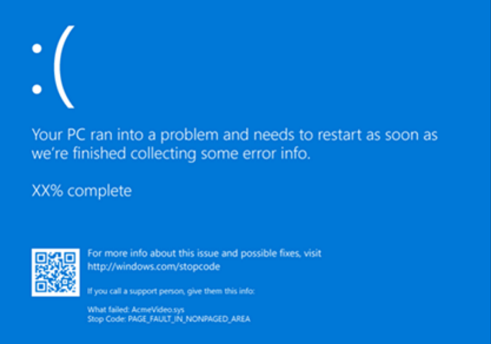 :(
Your PC ran into a problem and needs to restart as soon as
we're finished collecting some error info.
XX% complete
For more info about this issue and possible fixes, visit
http://windows.com/stopcode
If you call a support person, give them this info:
What failed: AcmeVideo.sys
Stop Code: PAGE_FAULT_IN_NONPAGED_AREA